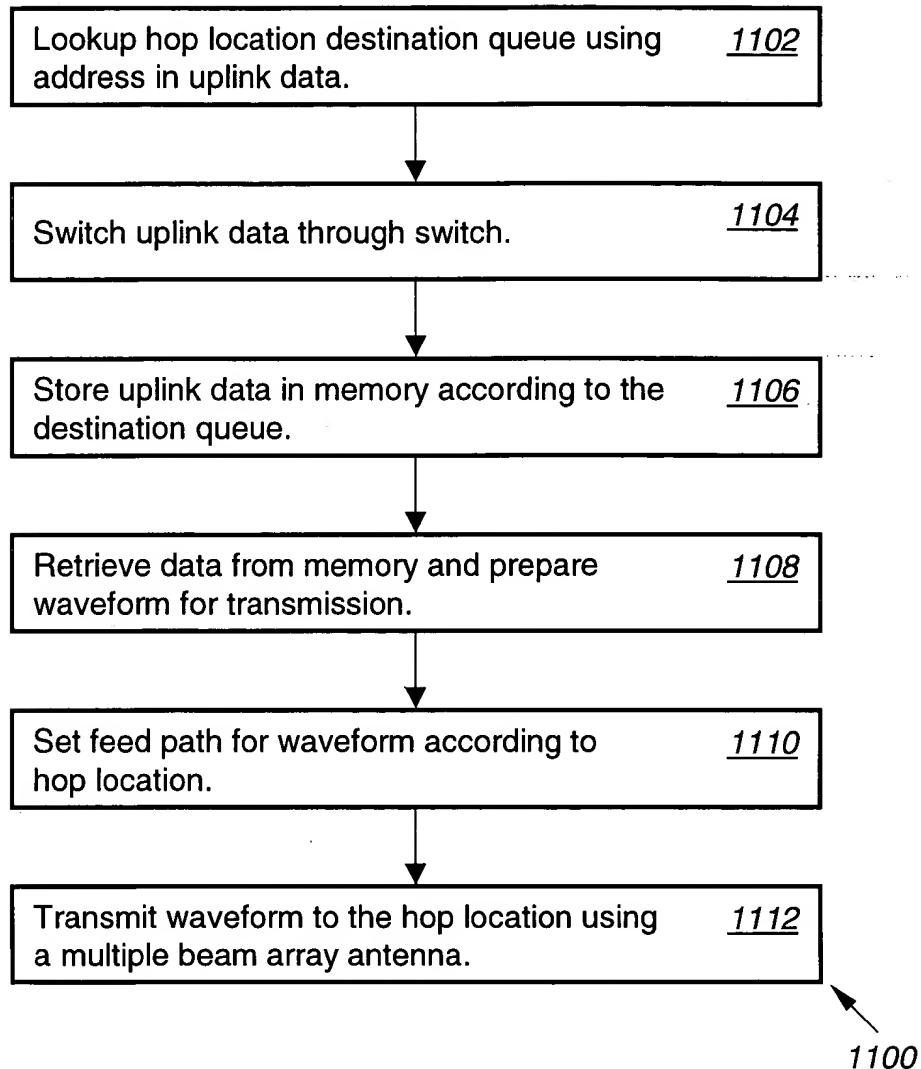 Lookup hop location destination queue using 1102
address in uplink data.
Switch uplink data through switch. 1104
Store uplink data in memory according to the 1106
destination queue.
Retrieve data from memory and prepare 1108
waveform for transmission.
Set feed path for waveform according to 1110
hop location.
Transmit waveform to the hop location using 1112
a multiple beam array antenna.
1100